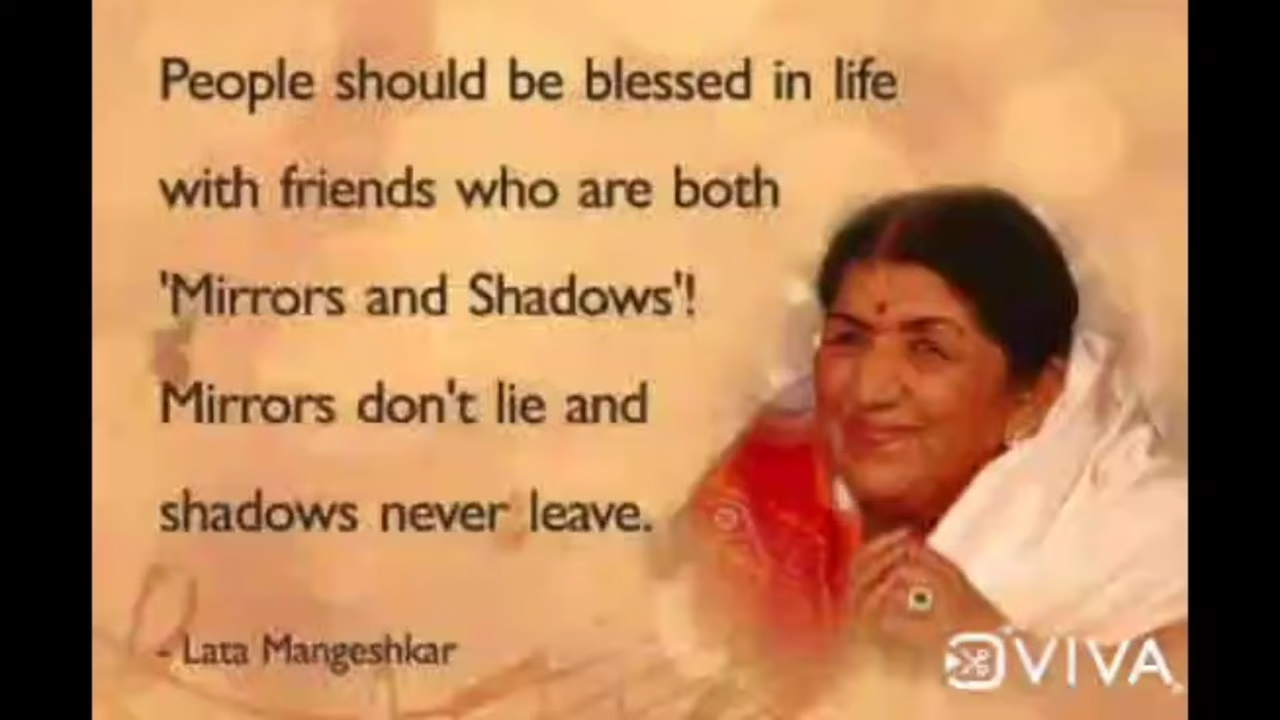 People should be blessed in life
with friends who are both
'Mirrors and Shadows'!
Mirrors don't lie and
shadows never leave.
- Lata Mangeshkar
VIVA